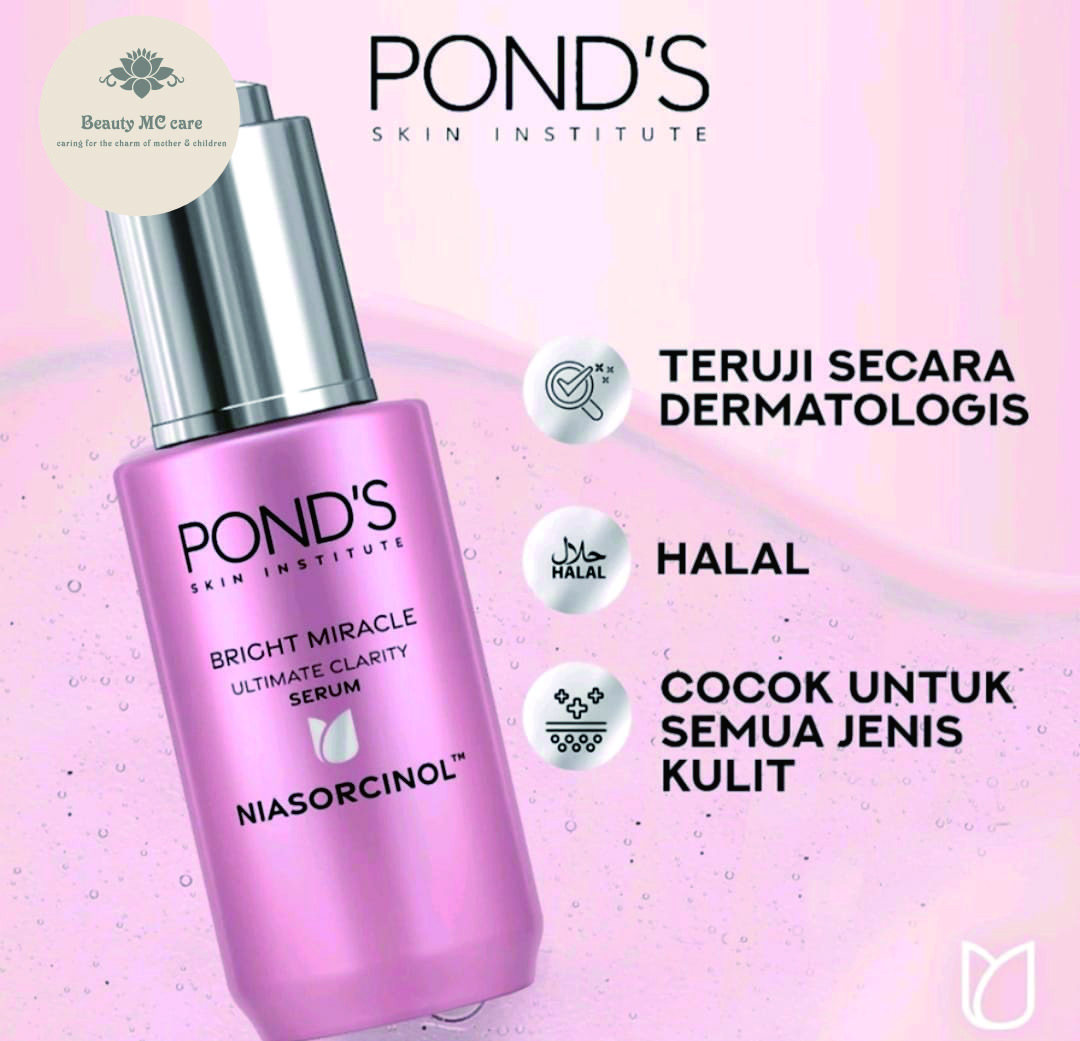 Beauty MC care
caring for the charm of mother & children
POND'S
SKIN INSTITUTE
POND'S
SKIN INSTITUTE
BRIGHT MIRACLE
ULTIMATE CLARITY
SERUM
NIASORCINOL™
TERUJI SECARA
DERMATOLOGIS
حلال
HALAL
HALAL
COCOK UNTUK
SEMUA JENIS
KULIT